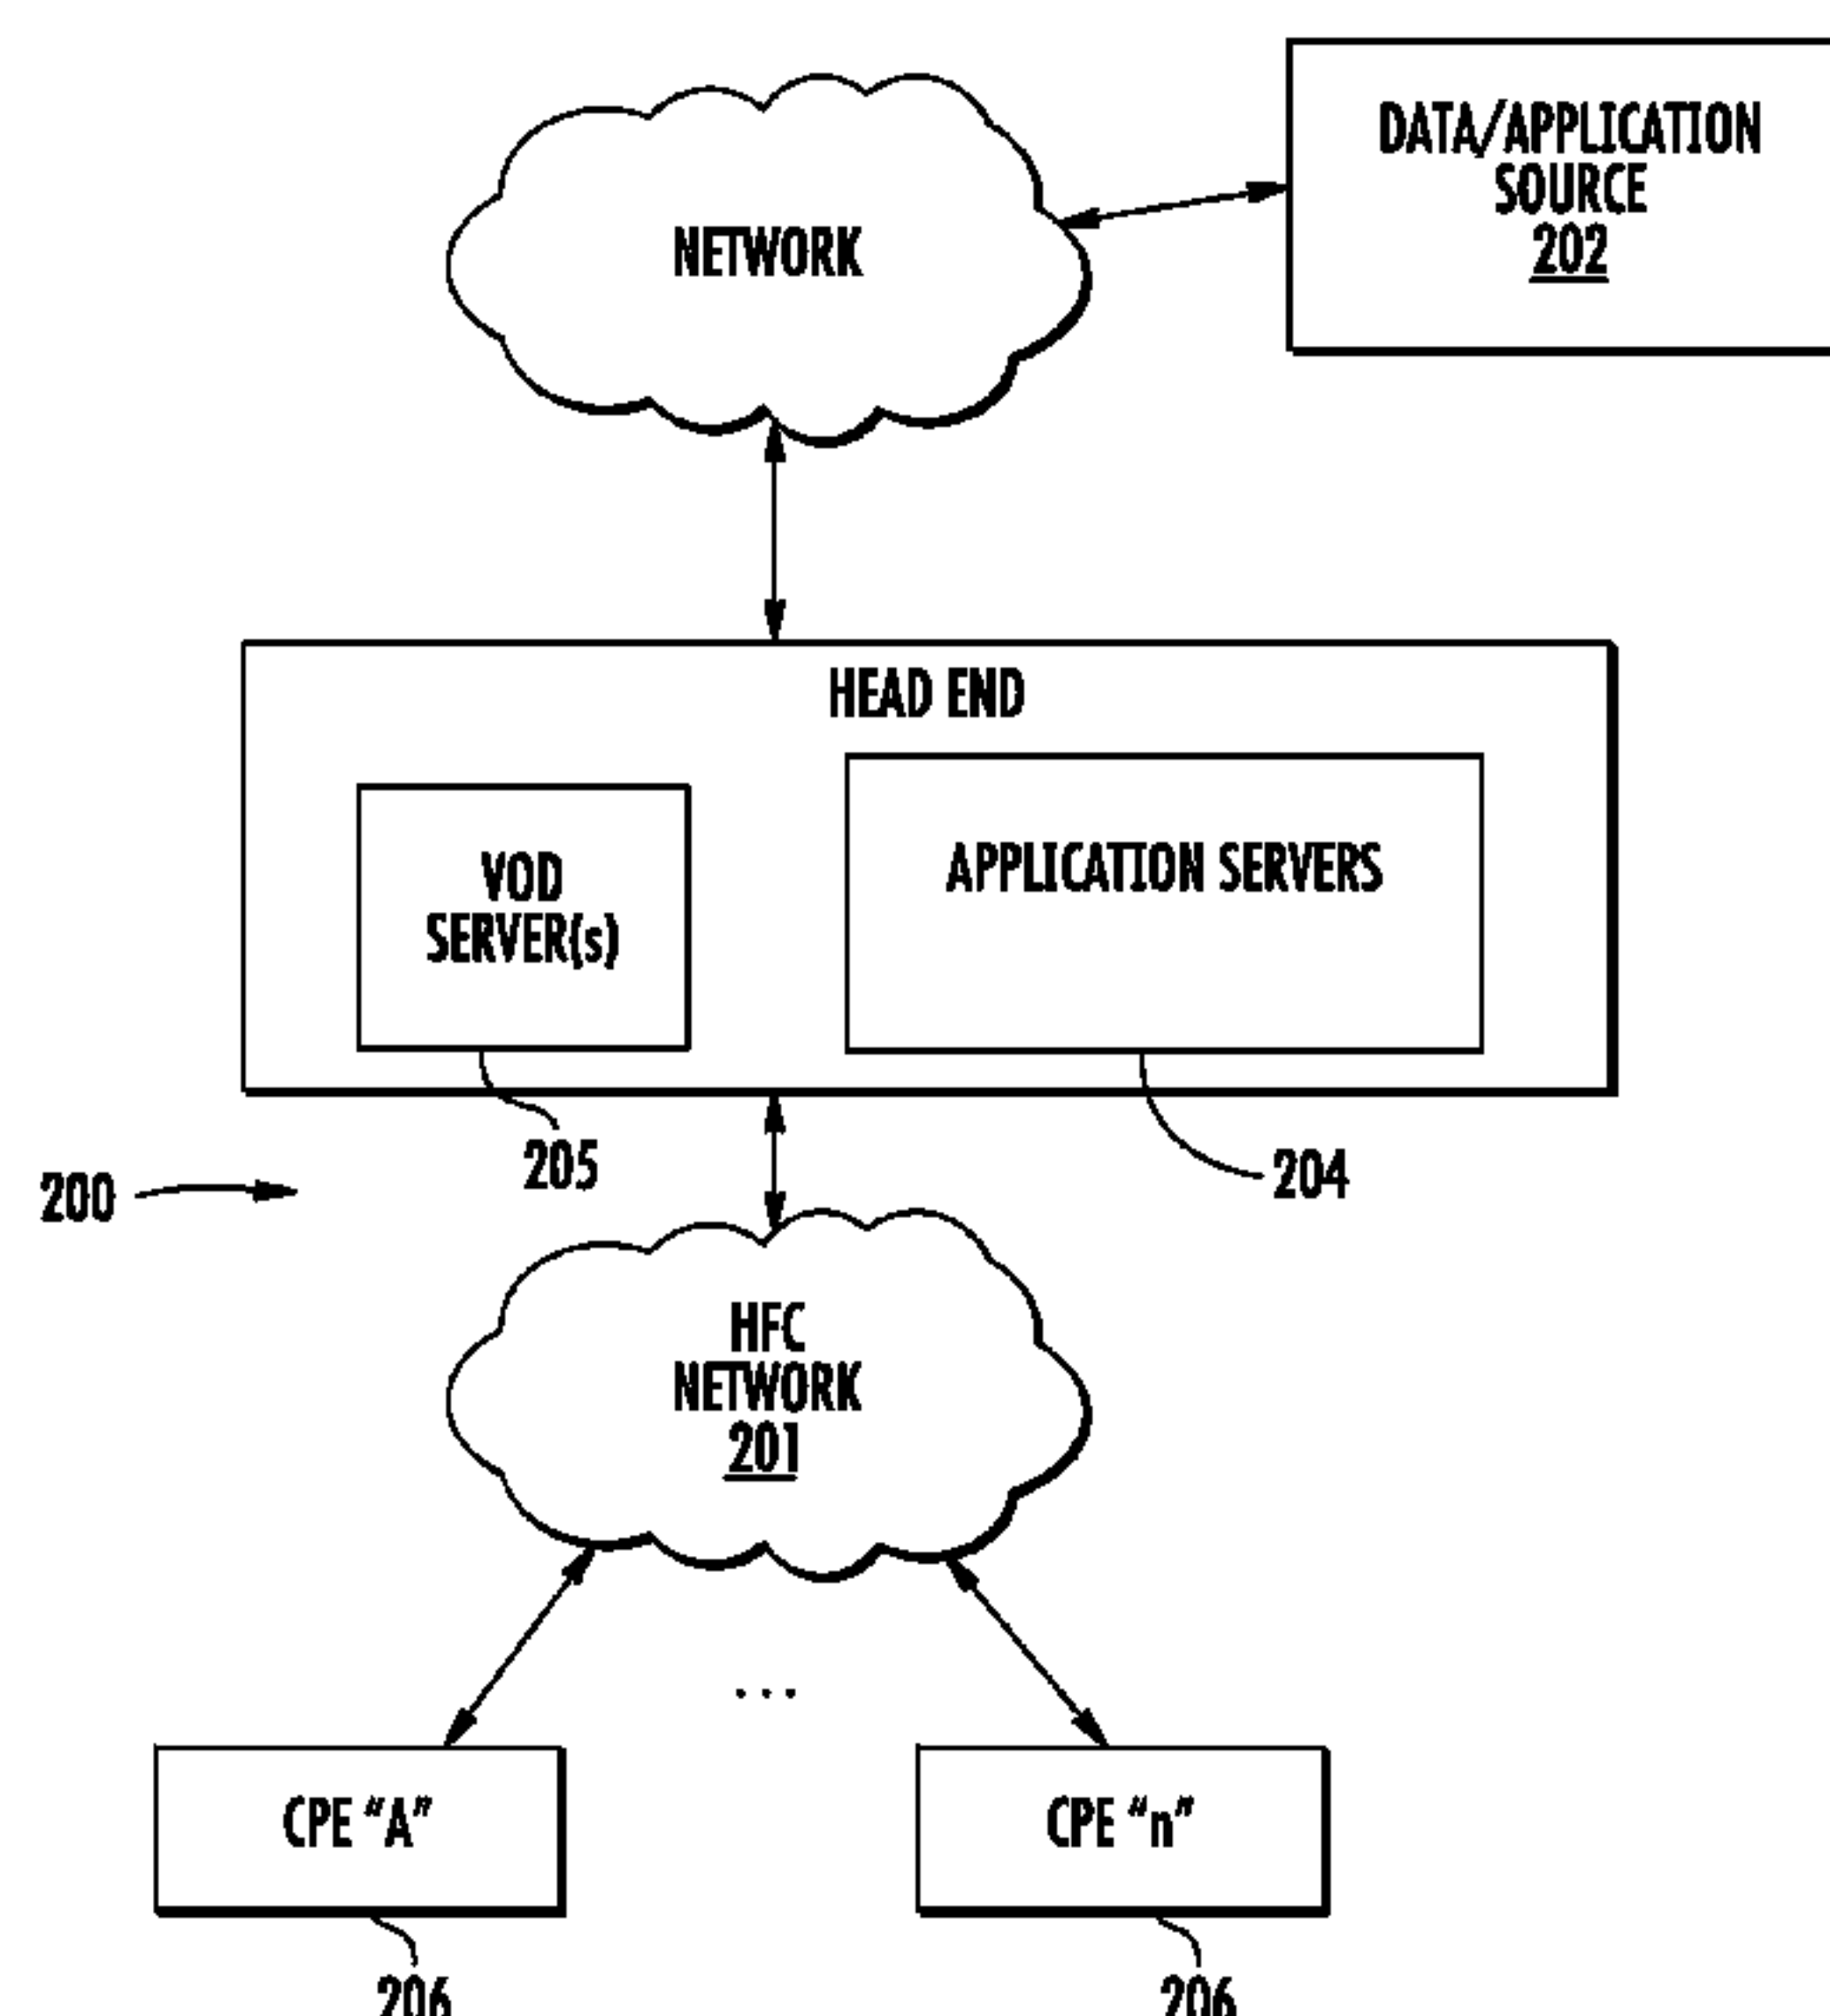 DATA/APPLICATION
SOURCE
202
NETWORK
HEAD END
VOD
SERVER(s)
APPLICATION SERVERS
205
204
200
HFC
NETWORK
201
...
CPE "A"
CPE "n"
206
206